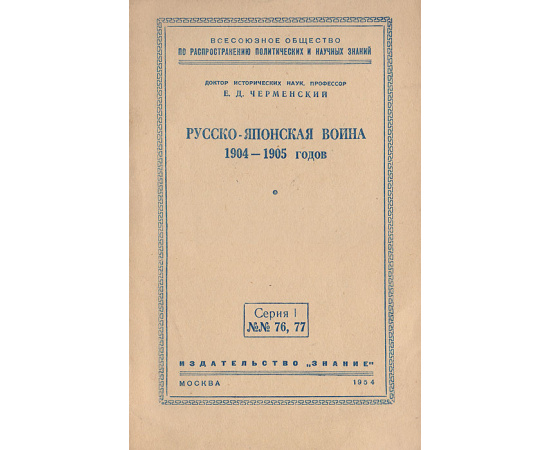 ВСЕСОЮЗНОЕ ОБЩЕСТВО
ПО РАСПРОСТРАНЕНИЮ ПОЛИТИЧЕСКИХ И НАУЧНЫХ ЗНАНИЙ
ДОКТОР ИСТОРИЧЕСКИХ НАУК, ПРОФЕССОР
Е. Д. ЧЕРМЕНСКИЙ
РУССКО-ЯПОНСКАЯ ВОЙНА
1904—1905 годов
Серия I
№№ 76, 77
ИЗДАТЕЛЬСТВО „ЗНАНИЕ"
МОСКВА 1954